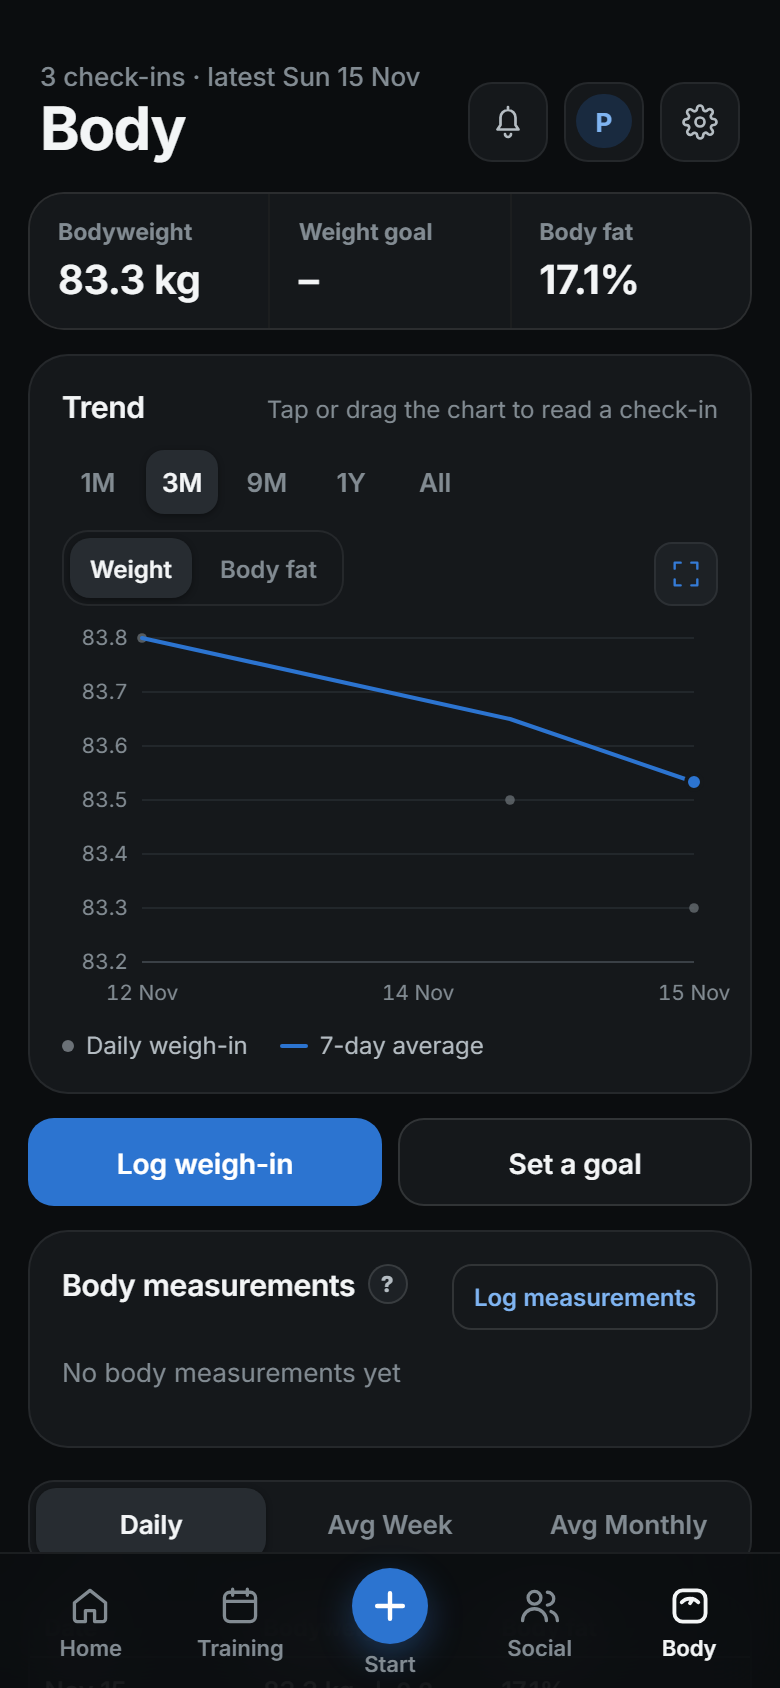 3 check-ins · latest Sun 15 Nov
Body
P
Bodyweight
Weight goal
Body fat
83.3 kg
–
17.1%
Trend
Tap or drag the chart to read a check-in
1M
3M
9M
1Y
All
Weight
Body fat
83.8
83.7
83.6
83.5
83.4
83.3
83.2
12 Nov
14 Nov
15 Nov
Daily weigh-in
7-day average
Log weigh-in
Set a goal
Body measurements
?
Log measurements
No body measurements yet
Daily
Avg Week
Avg Monthly
Home
Training
Start
Social
Body